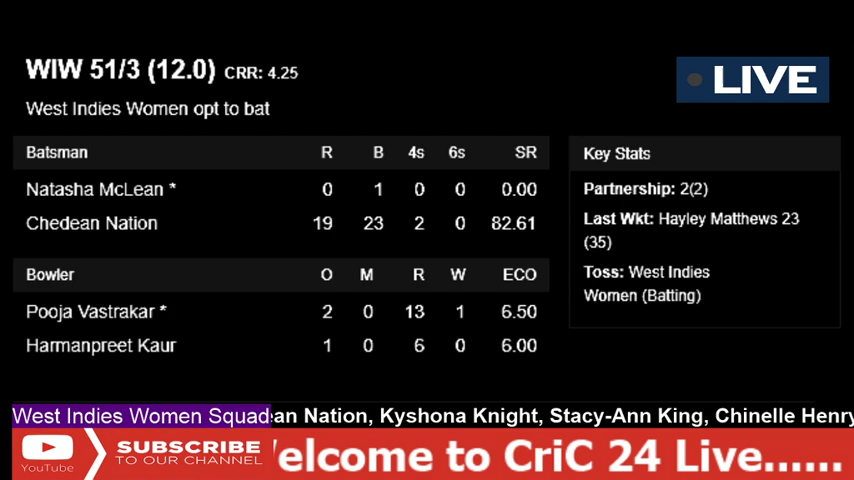 WIW 51/3 (12.0) CRR: 4.25
LIVE
West Indies Women opt to bat
Batsman R B 4s 6s SR
Natasha McLean * 0 1 0 0 0.00
Chedean Nation 19 23 2 0 82.61
Bowler O M R W ECO
Pooja Vastrakar * 2 0 13 1 6.50
Harmanpreet Kaur 1 0 6 0 6.00
Key Stats
Partnership: 2(2)
Last Wkt: Hayley Matthews 23
(35)
Toss: West Indies
Women (Batting)
West Indies Women Squad ean Nation, Kyshona Knight, Stacy-Ann King, Chinelle Henry
YouTube
SUBSCRIBE
TO OUR CHANNEL
elcome to CriC 24 Live......